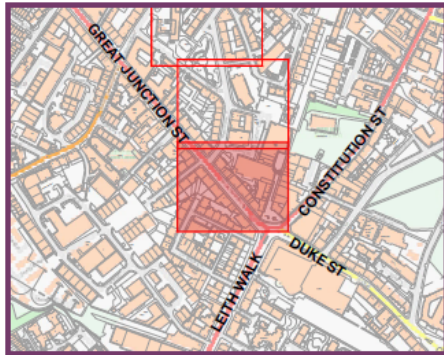 GREAT JUNCTION ST
CONSTITUTION ST
DUKE ST
LEITH WALK